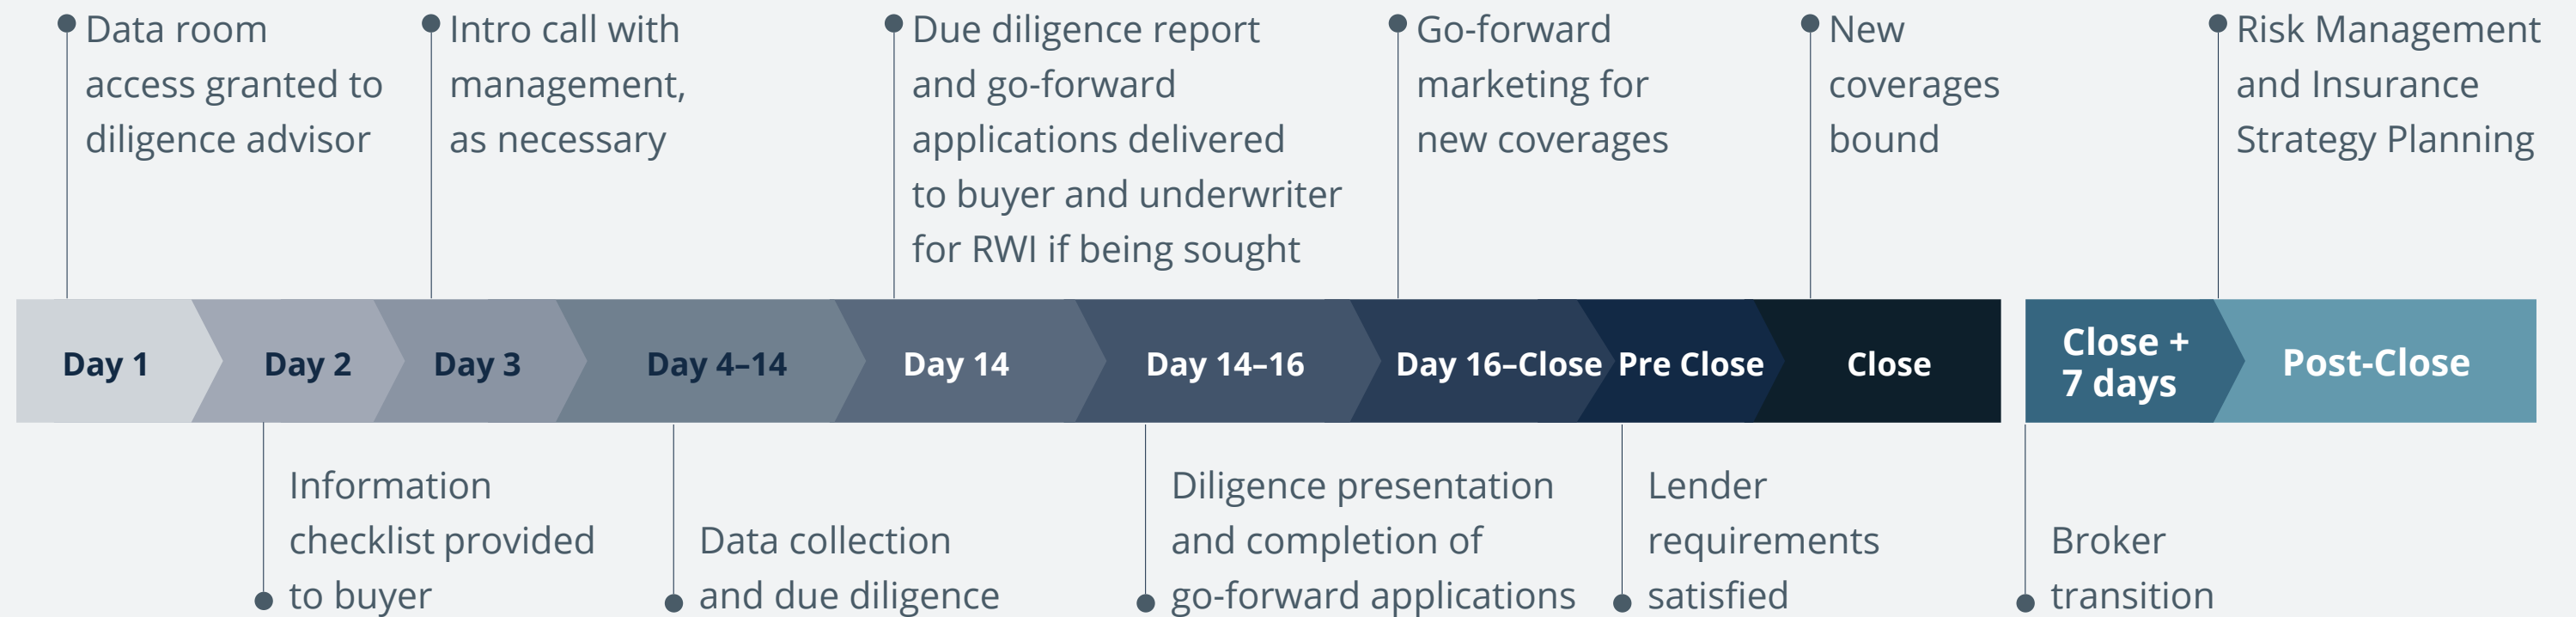 Data room
access granted to
diligence advisor
Intro call with
management,
as necessary
Due diligence report
and go-forward
applications delivered
to buyer and underwriter
for RWI if being sought
Go-forward
marketing for
new coverages
New
coverages
bound
Risk Management
and Insurance
Strategy Planning
Day 1
Day 2
Day 3
Day 4–14
Day 14
Day 14–16
Day 16–Close
Pre Close
Close
Close +
7 days
Post-Close
Information
checklist provided
to buyer
Data collection
and due diligence
Diligence presentation
and completion of
go-forward applications
Lender
requirements
satisfied
Broker
transition